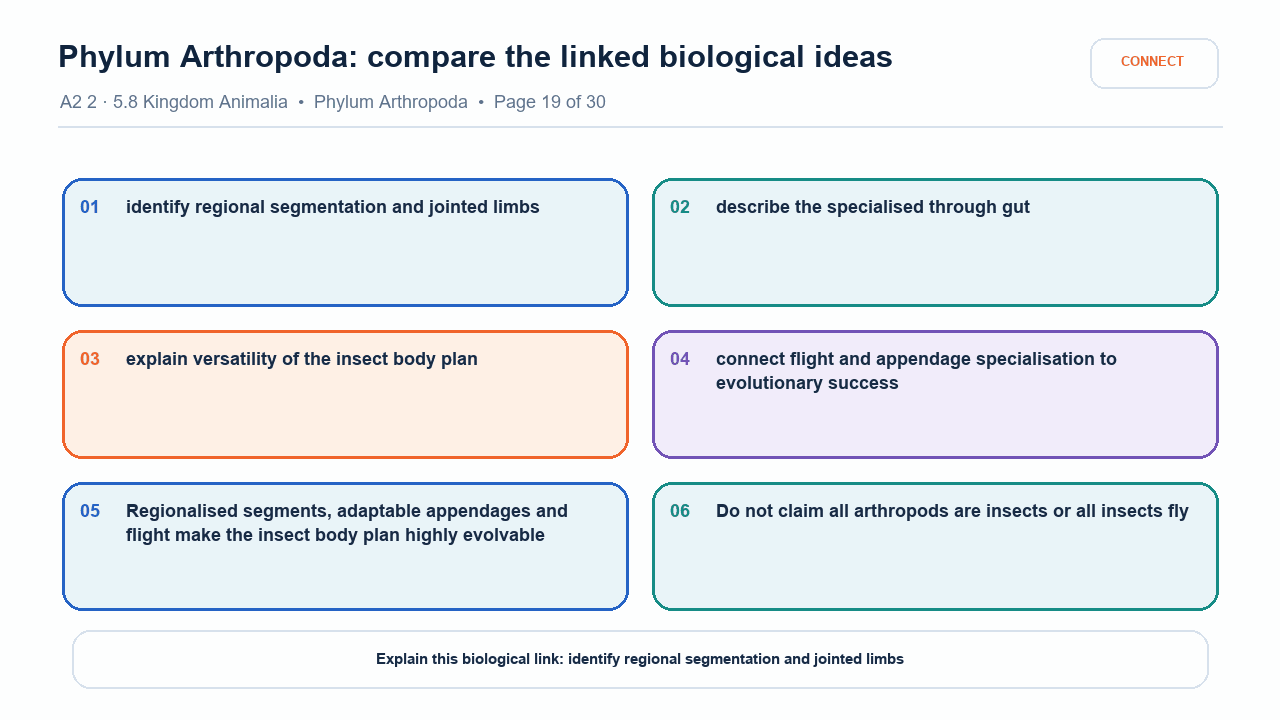 Phylum Arthropoda: compare the linked biological ideas
CONNECT
A2 2 · 5.8 Kingdom Animalia • Phylum Arthropoda • Page 19 of 30
01 identify regional segmentation and jointed limbs
02 describe the specialised through gut
03 explain versatility of the insect body plan
04 connect flight and appendage specialisation to
evolutionary success
05 Regionalised segments, adaptable appendages and
flight make the insect body plan highly evolvable
06 Do not claim all arthropods are insects or all insects fly
Explain this biological link: identify regional segmentation and jointed limbs